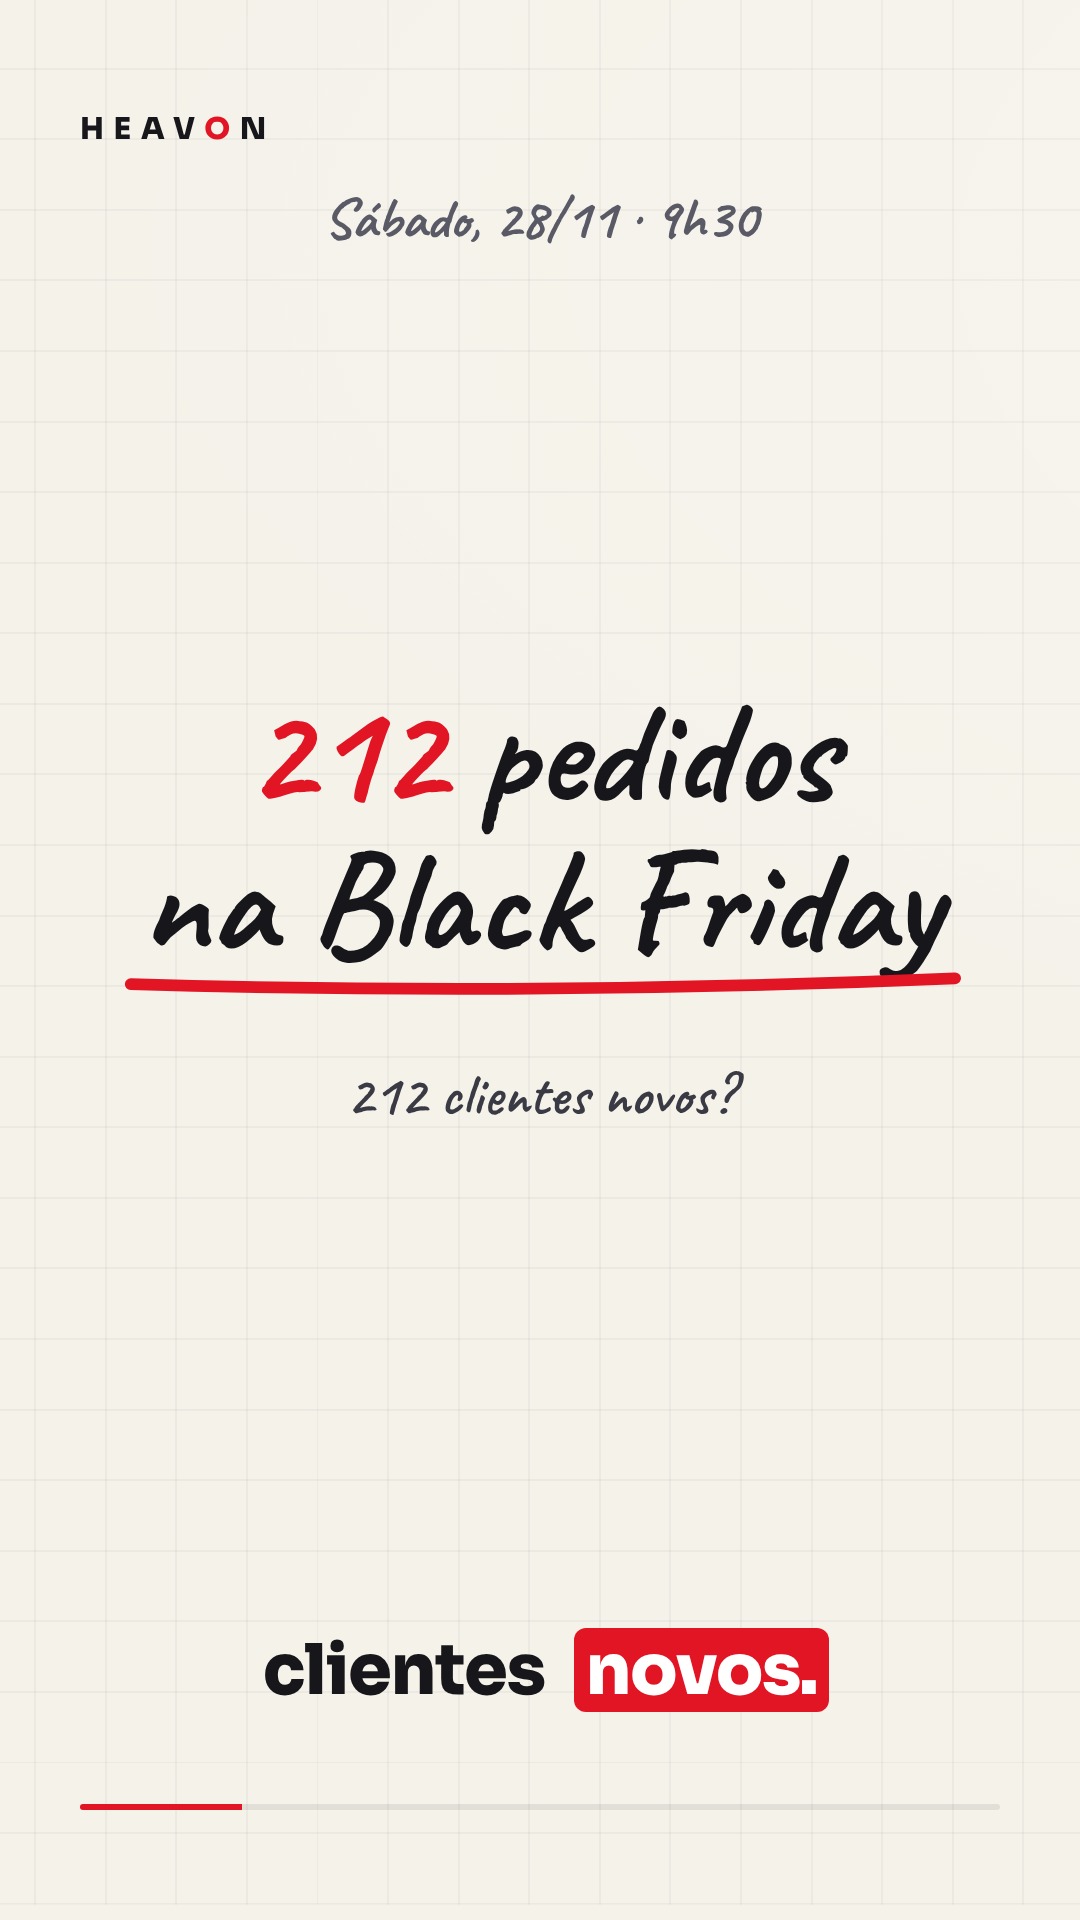 HEAVON
Sábado, 28/11 · 9h30
212 pedidos
na Black Friday
212 clientes novos?
clientes novos.